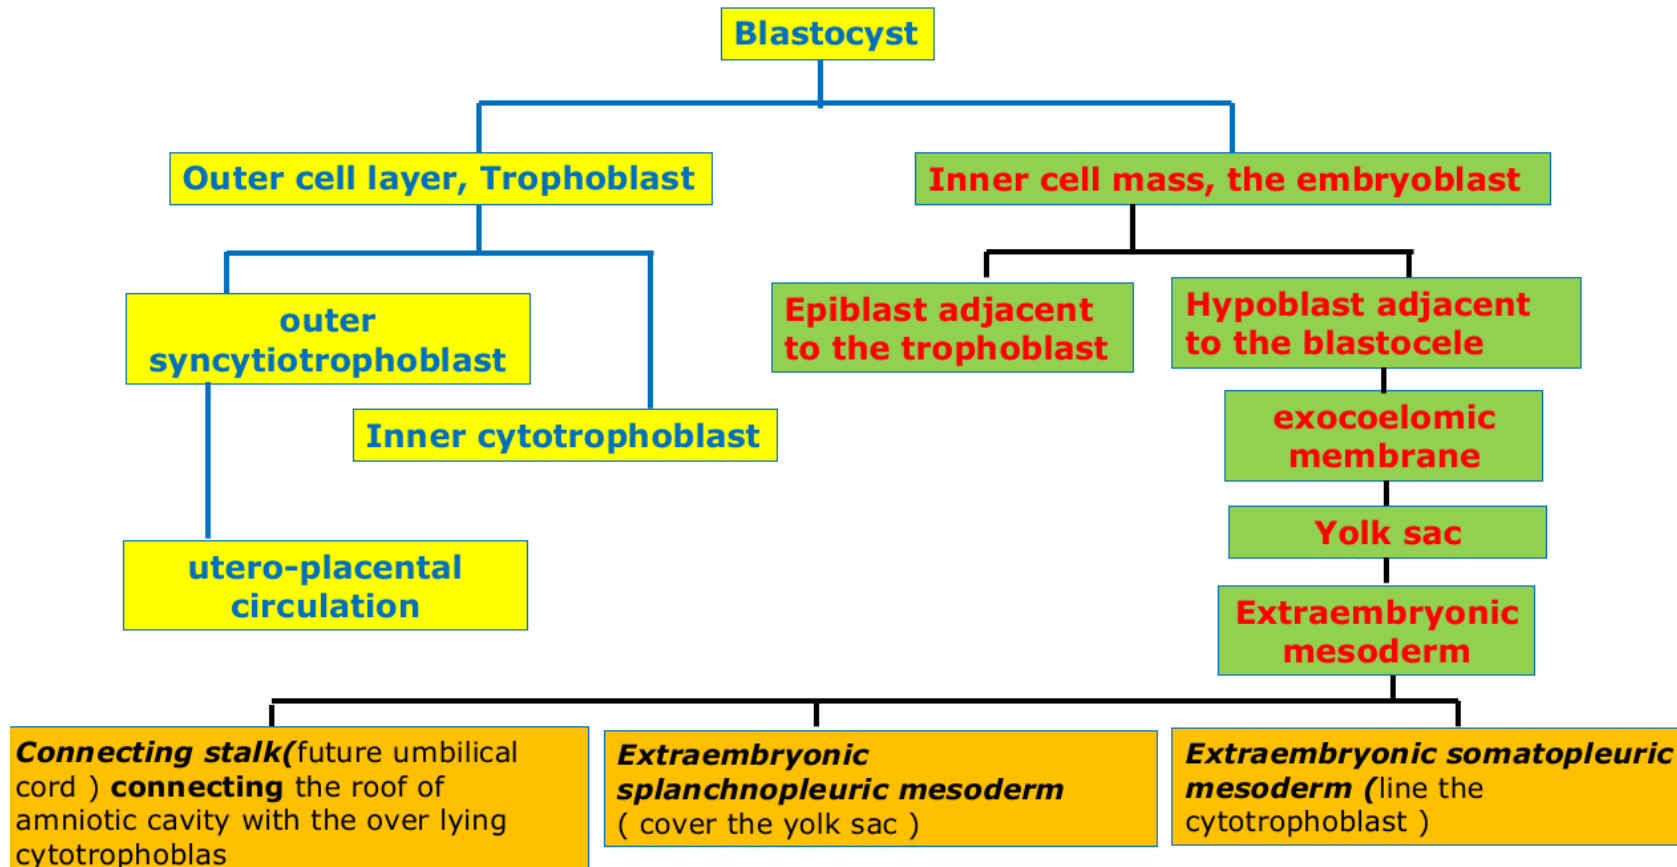 Blastocyst
Outer cell layer, Trophoblast
Inner cell mass, the embryoblast
outer
syncytiotrophoblast
Inner cytotrophoblast
utero-placental
circulation
Epiblast adjacent
to the trophoblast
Hypoblast adjacent
to the blastocele
exocoelomic
membrane
Yolk sac
Extraembryonic
mesoderm
Connecting stalk(future umbilical
cord ) connecting the roof of
amniotic cavity with the over lying
cytotrophoblas
Extraembryonic
splanchnopleuric mesoderm
( cover the yolk sac )
Extraembryonic somatopleuric
mesoderm (line the
cytotrophoblast )